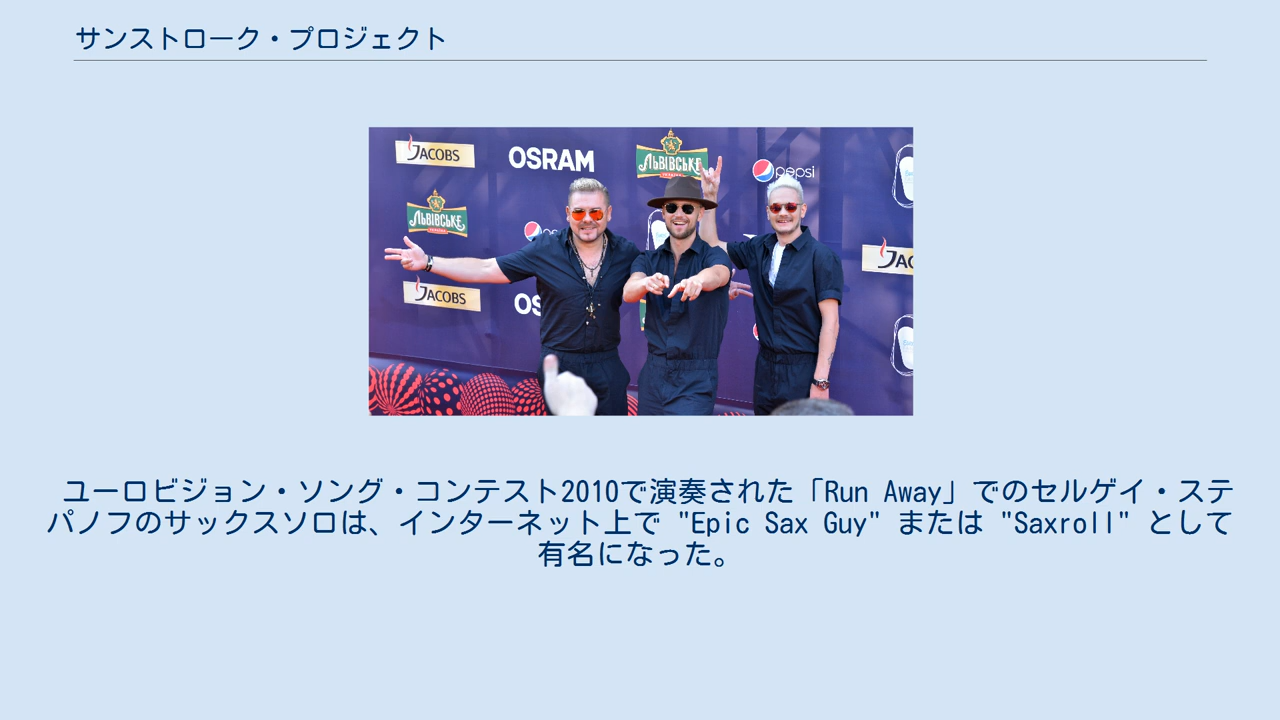 サンストローク・プロジェクト
JACOBS
OSRAM
ЛЬВІВСЬКЕ
pepsi
ЛЬВІВСЬКЕ
JACOBS
ユーロビジョン・ソング・コンテスト2010で演奏された「Run Away」でのセルゲイ・ステ
パノフのサックスソロは、インターネット上で "Epic Sax Guy" または "Saxroll" として
有名になった。